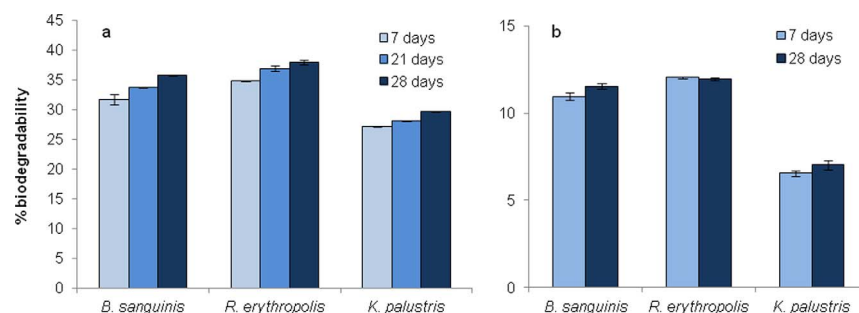 a
7 days
21 days
28 days
45
40
35
30
25
20
15
10
5
0
%biodegradability
B. sanguinis R. erythropolis K. palustris
b
7 days
28 days
15
10
5
0
B. sanguinis R. erythropolis K. palustris